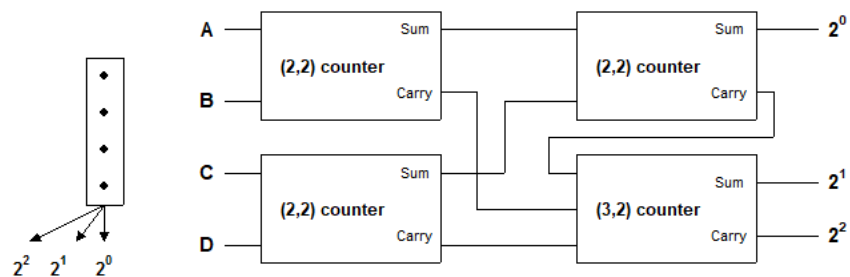 A Sum Sum 2⁰
(2,2) counter (2,2) counter
B Carry Carry
C Sum Sum 2¹
(2,2) counter (3,2) counter
D Carry Carry 2²
2² 2¹ 2⁰